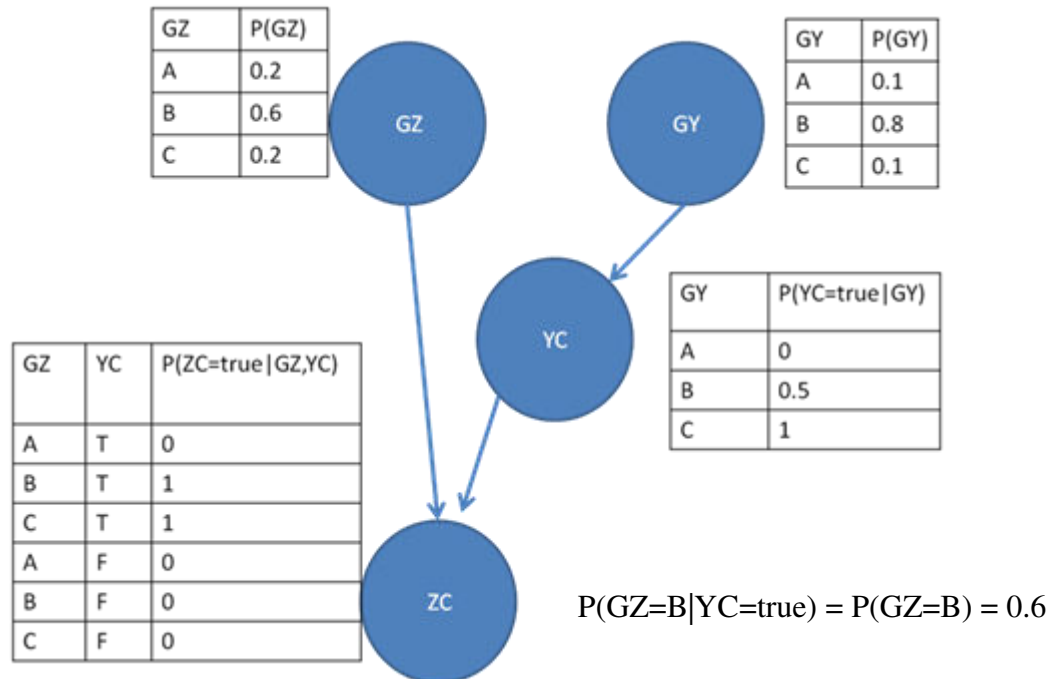 GZ P(GZ)
A 0.2
B 0.6
C 0.2
GZ
GY
GY P(GY)
A 0.1
B 0.8
C 0.1
YC
GY P(YC=true|GY)
A 0
B 0.5
C 1
GZ YC P(ZC=true|GZ,YC)
A T 0
B T 1
C T 1
A F 0
B F 0
C F 0
ZC
P(GZ=B|YC=true) = P(GZ=B) = 0.6